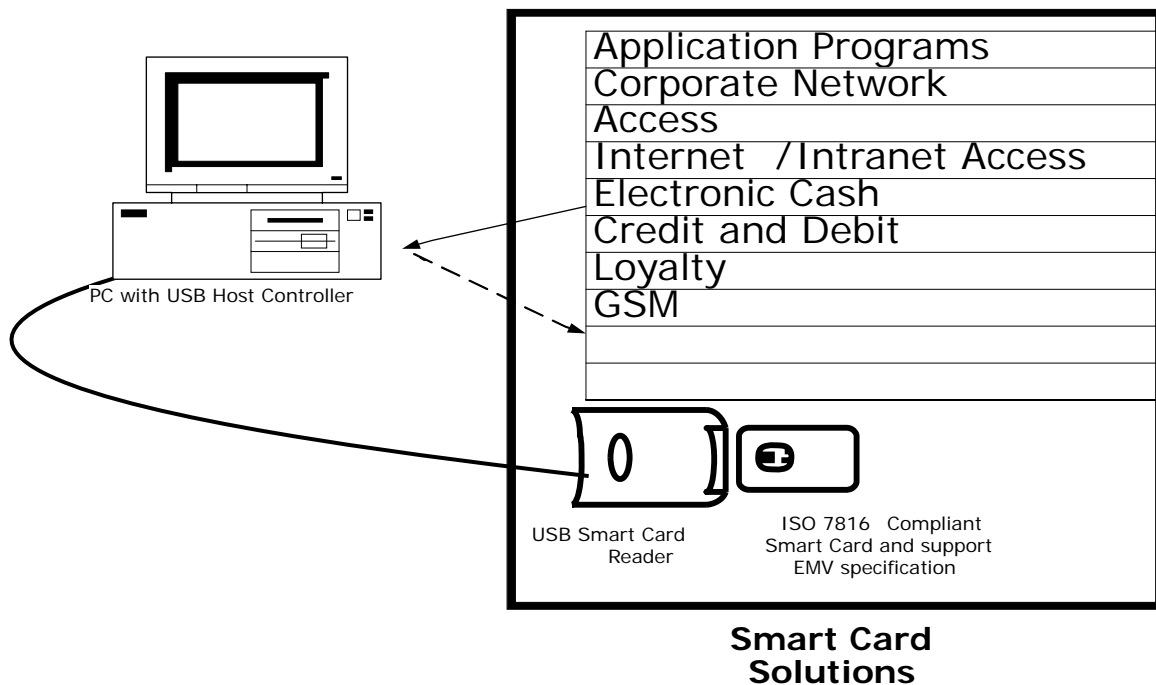 Application Programs
Corporate Network
Access
Internet /Intranet Access
Electronic Cash
Credit and Debit
Loyalty
GSM
PC with USB Host Controller
USB Smart Card
Reader
ISO 7816 Compliant
Smart Card and support
EMV specification
Smart Card
Solutions